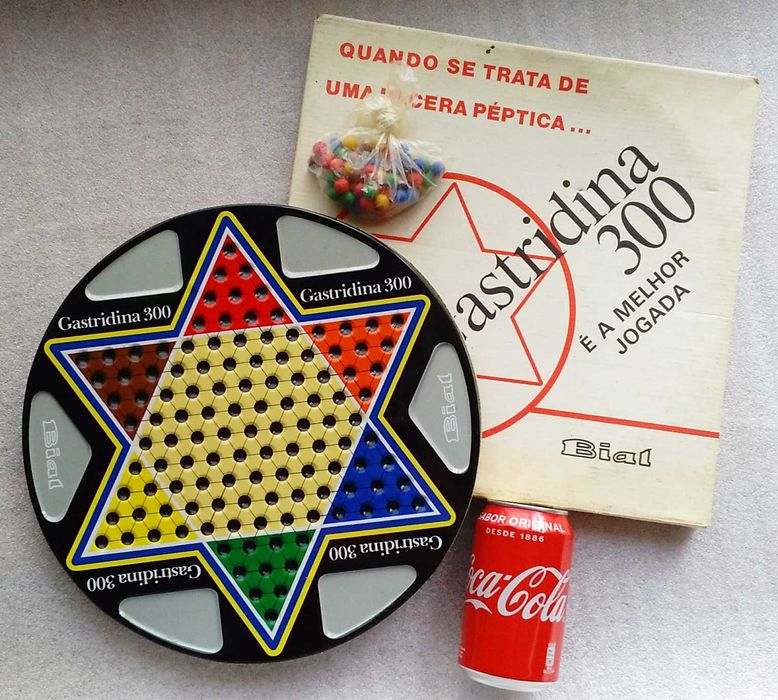 QUANDO SE TRATA DE
UMA ÚLCERA PÉPTICA ...
Gastridina
300
É A MELHOR
JOGADA
Bial
Gastridina 300
Gastridina 300
Bial
Bial
Gastridina 300
Gastridina 300
SABOR ORIGINAL
DESDE 1886
Coca-Cola